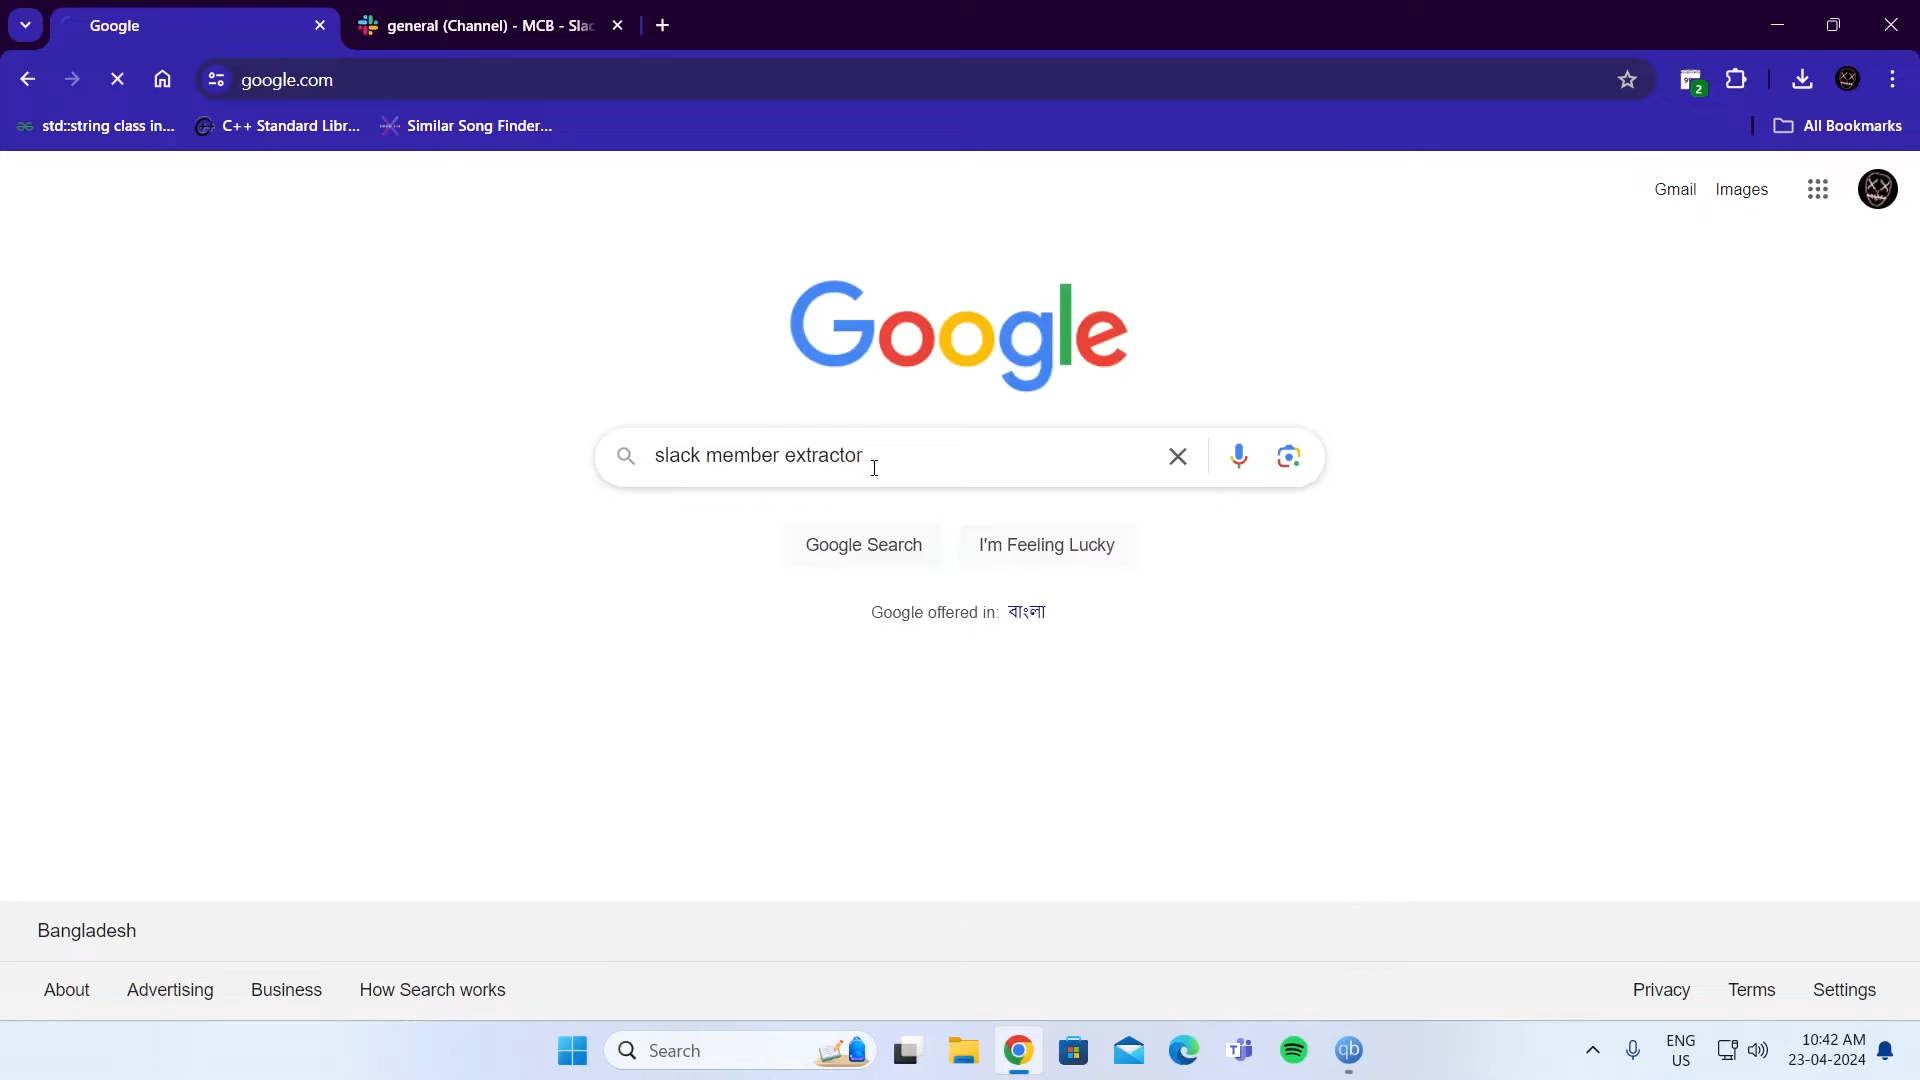 Google
general (Channel) - MCB - Slac
google.com
2
std::string class in...
C++ Standard Libr...
Similar Song Finder...
All Bookmarks
Gmail
Images
Google
slack member extractor
Google Search
I'm Feeling Lucky
Google offered in: বাংলা
Bangladesh
About
Advertising
Business
How Search works
Privacy
Terms
Settings
Search
qb
ENG
US
10:42 AM
23-04-2024